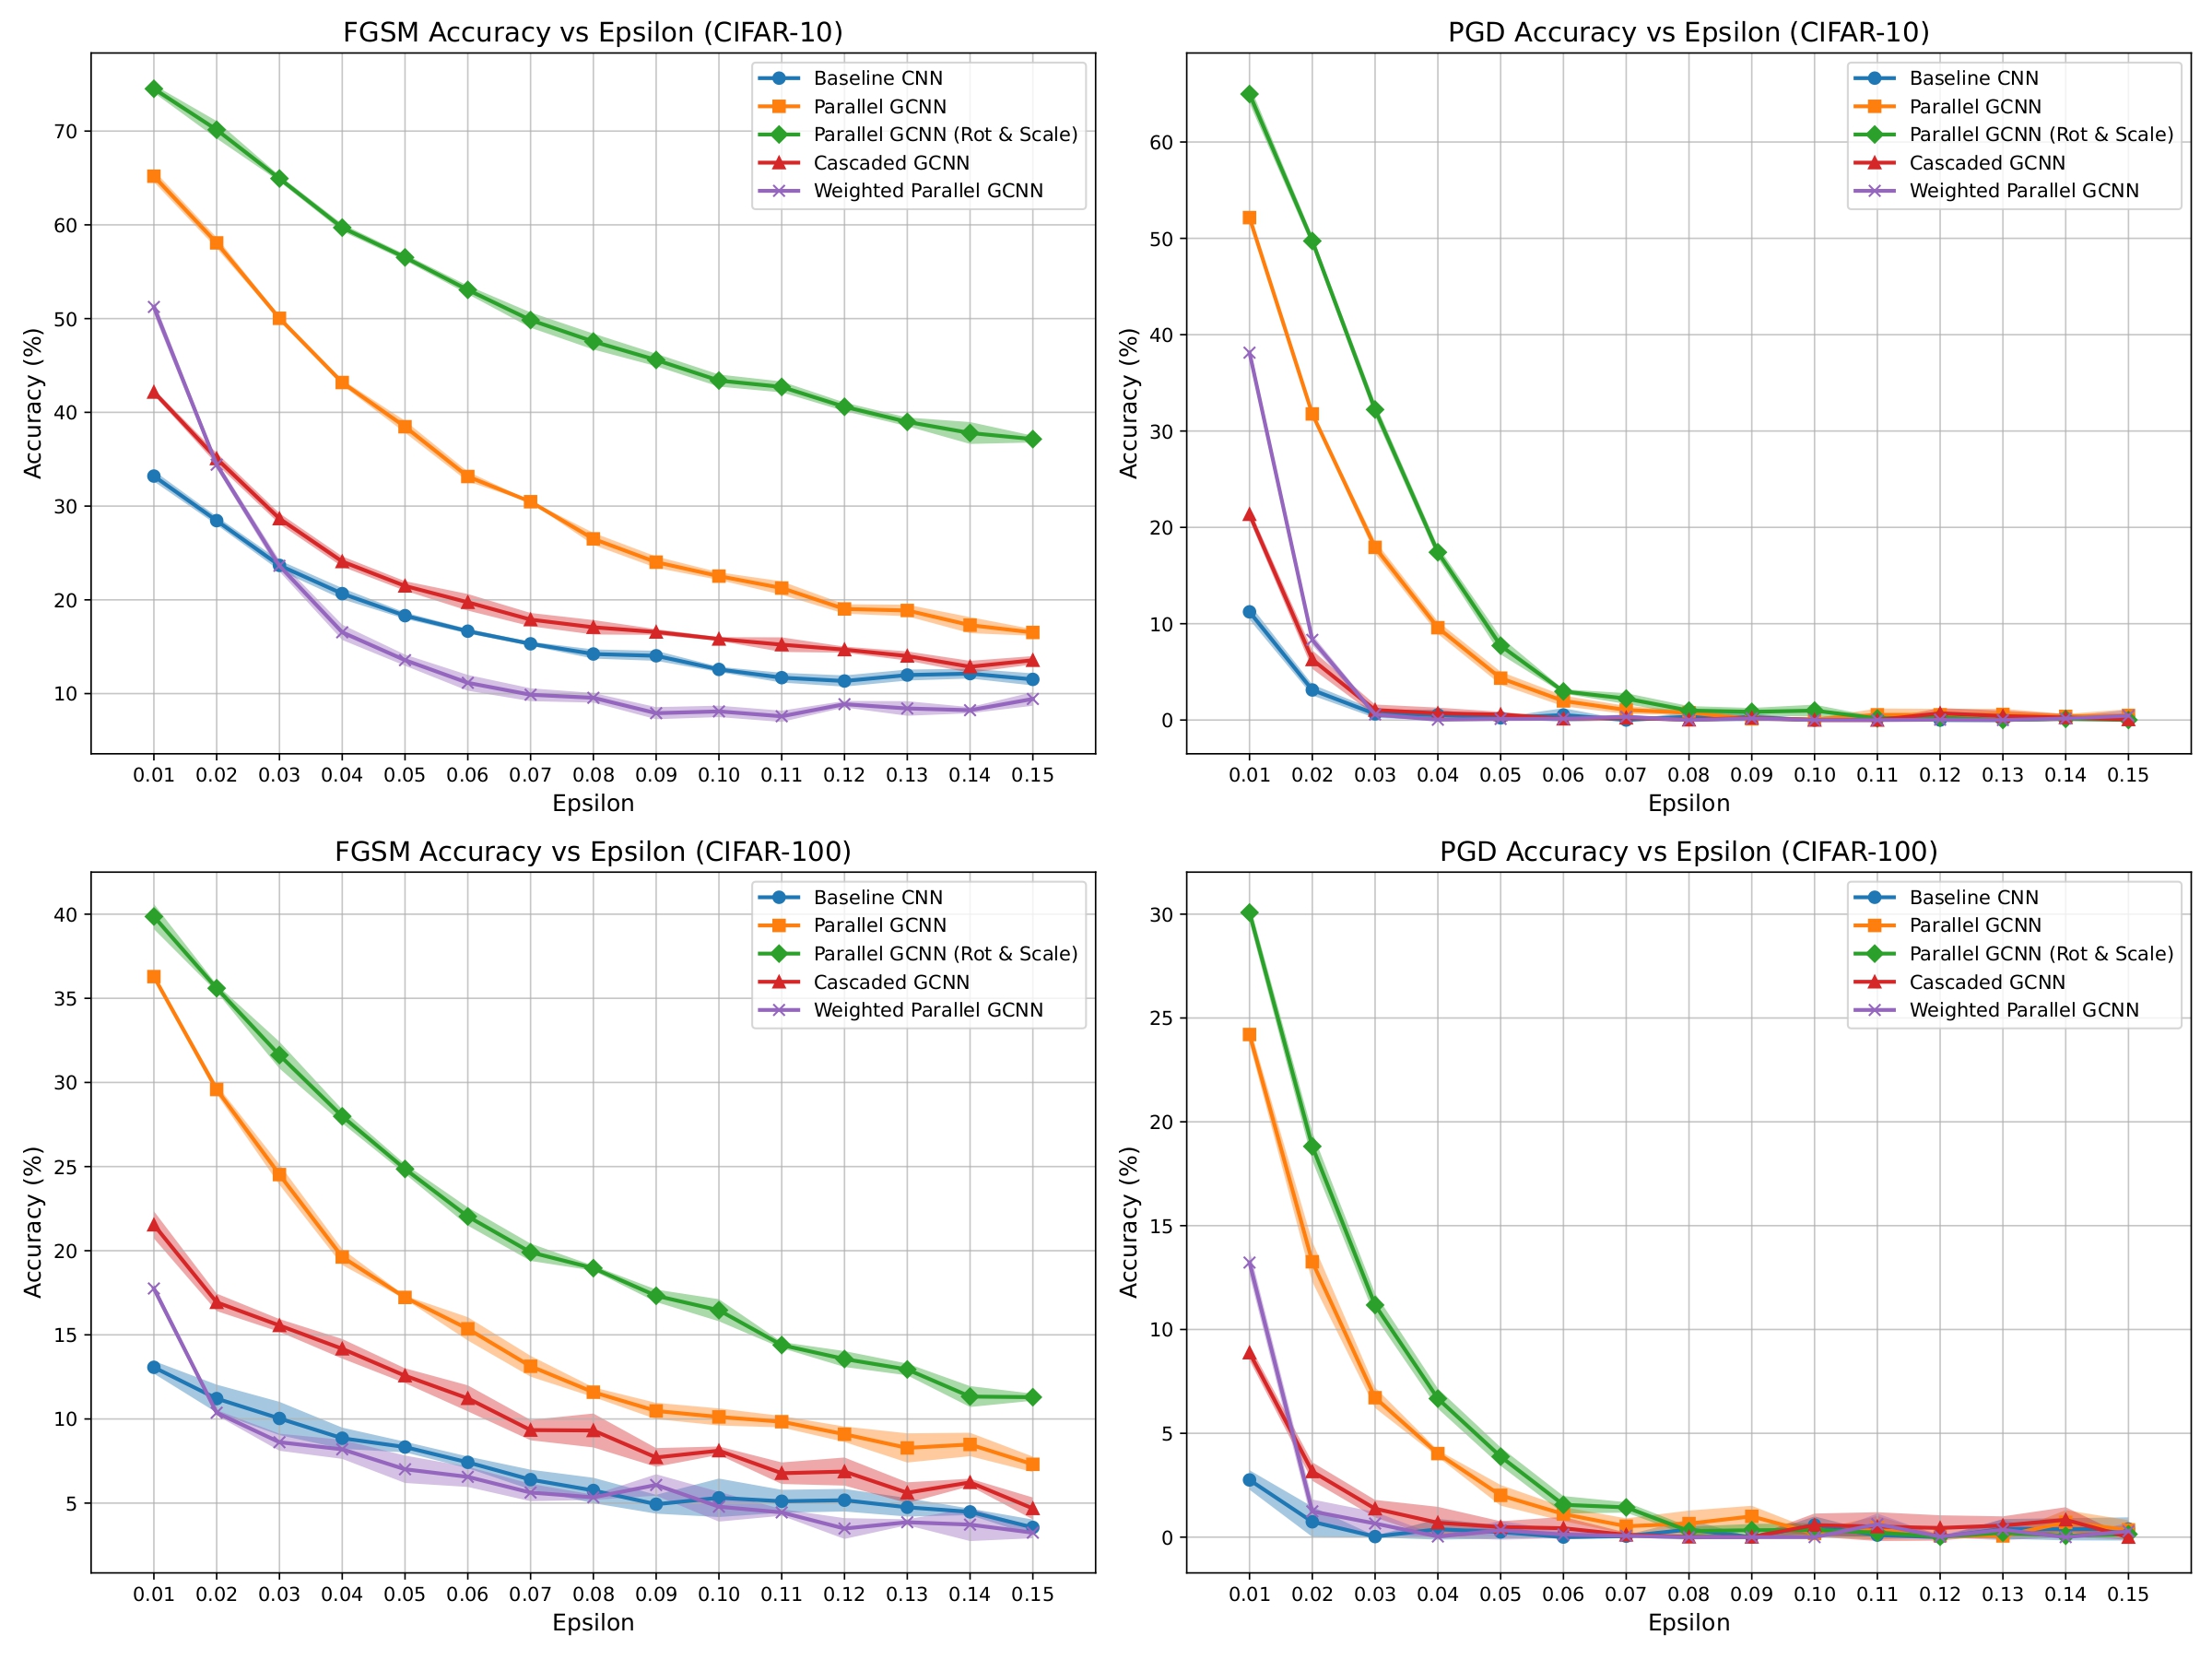 FGSM Accuracy vs Epsilon (CIFAR-10)
Accuracy (%)
70
60
50
40
30
20
10
0.01 0.02 0.03 0.04 0.05 0.06 0.07 0.08 0.09 0.10 0.11 0.12 0.13 0.14 0.15
Epsilon
Baseline CNN
Parallel GCNN
Parallel GCNN (Rot & Scale)
Cascaded GCNN
Weighted Parallel GCNN
PGD Accuracy vs Epsilon (CIFAR-10)
Accuracy (%)
60
50
40
30
20
10
0
0.01 0.02 0.03 0.04 0.05 0.06 0.07 0.08 0.09 0.10 0.11 0.12 0.13 0.14 0.15
Epsilon
Baseline CNN
Parallel GCNN
Parallel GCNN (Rot & Scale)
Cascaded GCNN
Weighted Parallel GCNN
FGSM Accuracy vs Epsilon (CIFAR-100)
Accuracy (%)
40
35
30
25
20
15
10
5
0.01 0.02 0.03 0.04 0.05 0.06 0.07 0.08 0.09 0.10 0.11 0.12 0.13 0.14 0.15
Epsilon
Baseline CNN
Parallel GCNN
Parallel GCNN (Rot & Scale)
Cascaded GCNN
Weighted Parallel GCNN
PGD Accuracy vs Epsilon (CIFAR-100)
Accuracy (%)
30
25
20
15
10
5
0
0.01 0.02 0.03 0.04 0.05 0.06 0.07 0.08 0.09 0.10 0.11 0.12 0.13 0.14 0.15
Epsilon
Baseline CNN
Parallel GCNN
Parallel GCNN (Rot & Scale)
Cascaded GCNN
Weighted Parallel GCNN